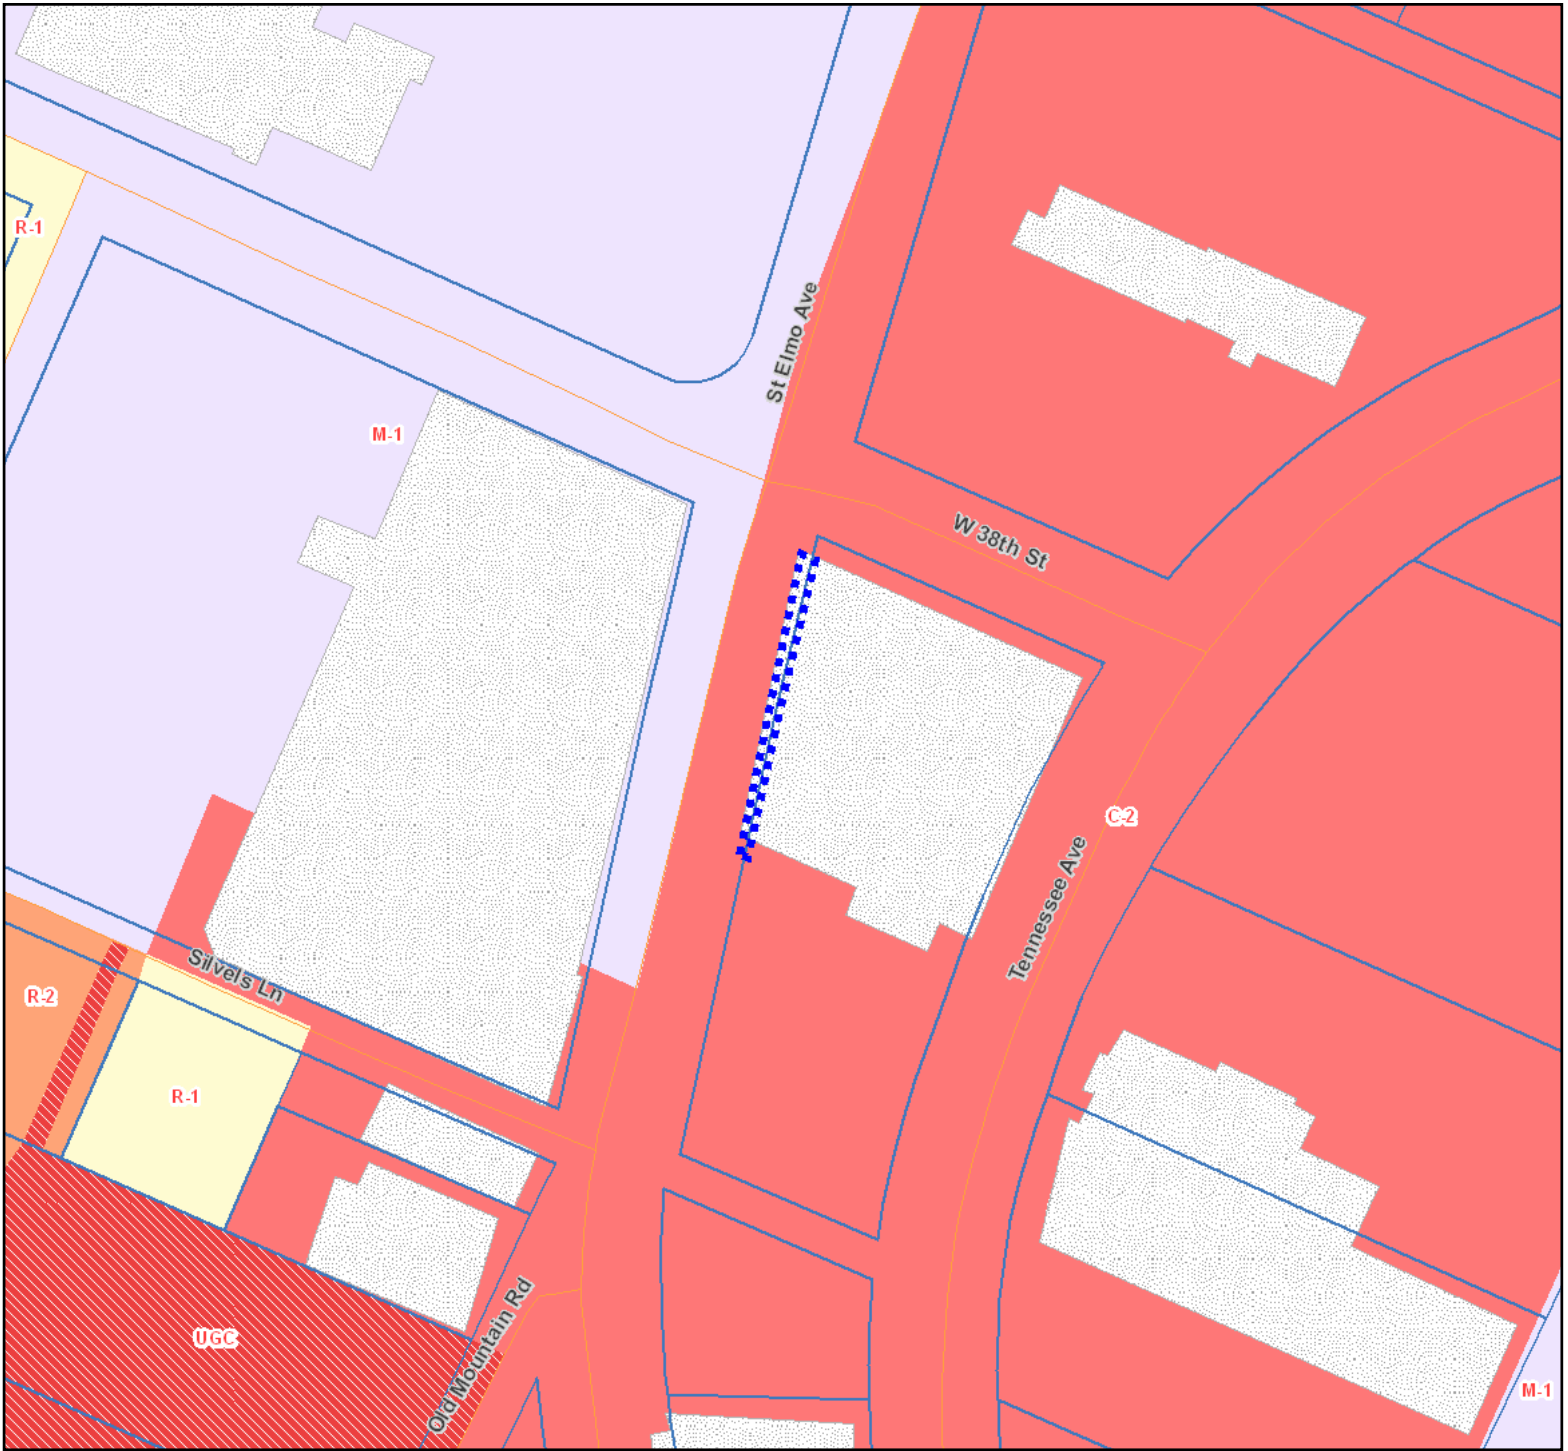 R-1
St Elmo Ave
M-1
W 38th St
C-2
Tennessee Ave
Silvels Ln
R-2
R-1
UGC
Old Mountain Rd
M-1